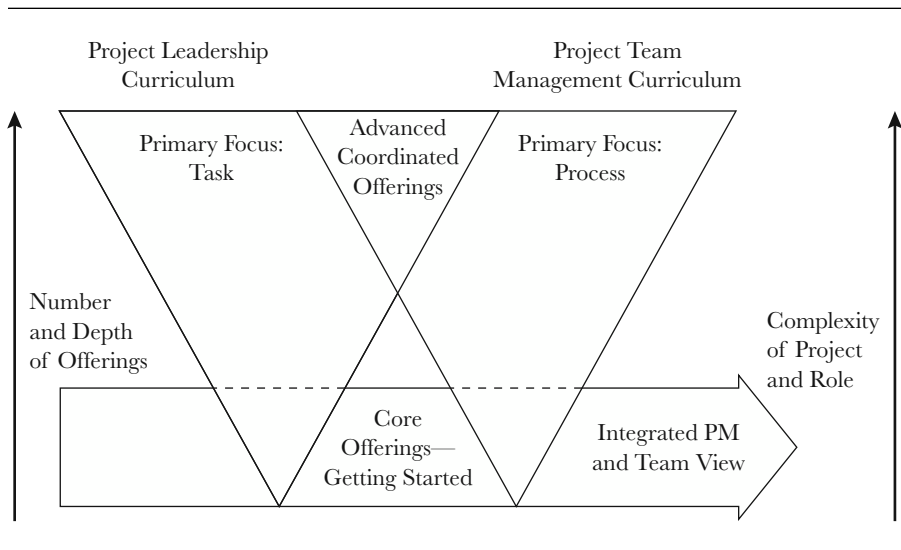 Project Leadership
Curriculum
Project Team
Management Curriculum
Primary Focus:
Task
Advanced
Coordinated
Offerings
Primary Focus:
Process
Number
and Depth
of Offerings
Complexity
of Project
and Role
Core
Offerings—
Getting Started
Integrated PM
and Team View